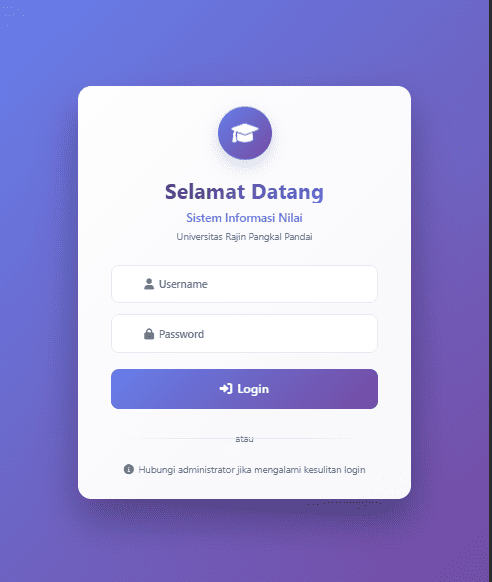 Selamat Datang
Sistem Informasi Nilai
Universitas Rajin Pangkal Pandai
Username
Password
Login
atau
Hubungi administrator jika mengalami kesulitan login